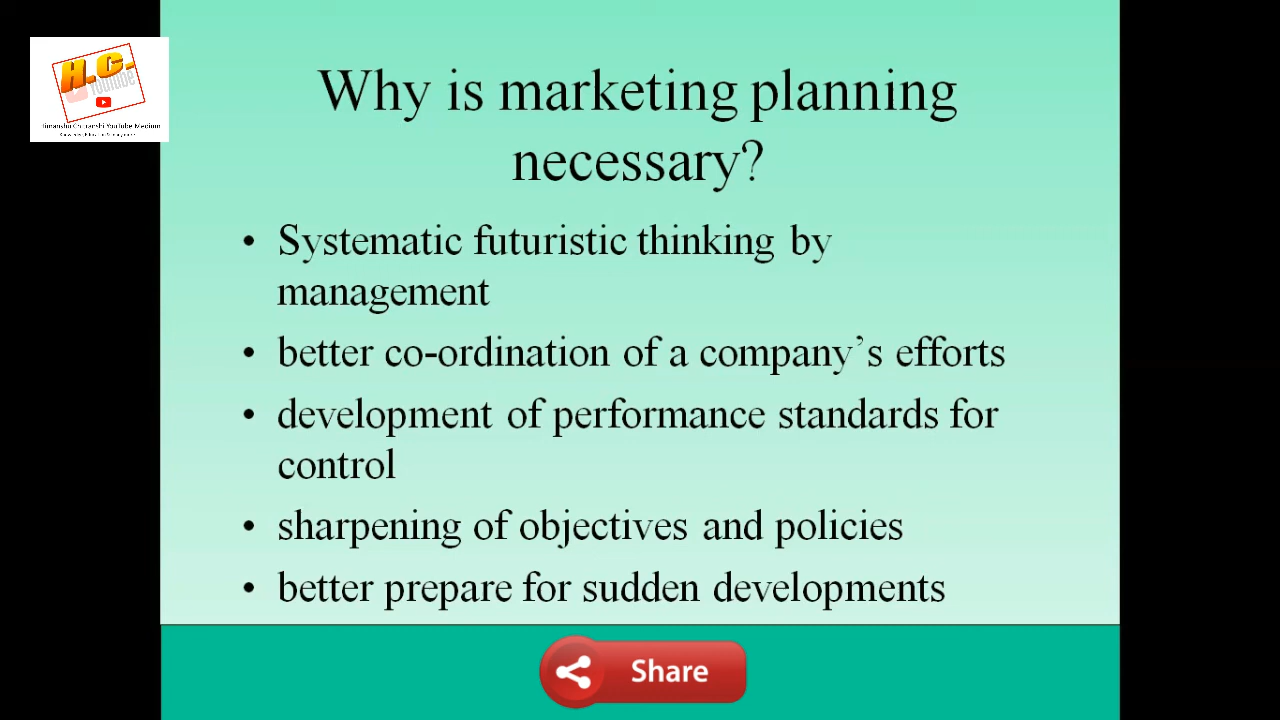 H.C.
YouTube
Why is marketing planning
necessary?
• Systematic futuristic thinking by
management
• better co-ordination of a company’s efforts
• development of performance standards for
control
• sharpening of objectives and policies
• better prepare for sudden developments
Share